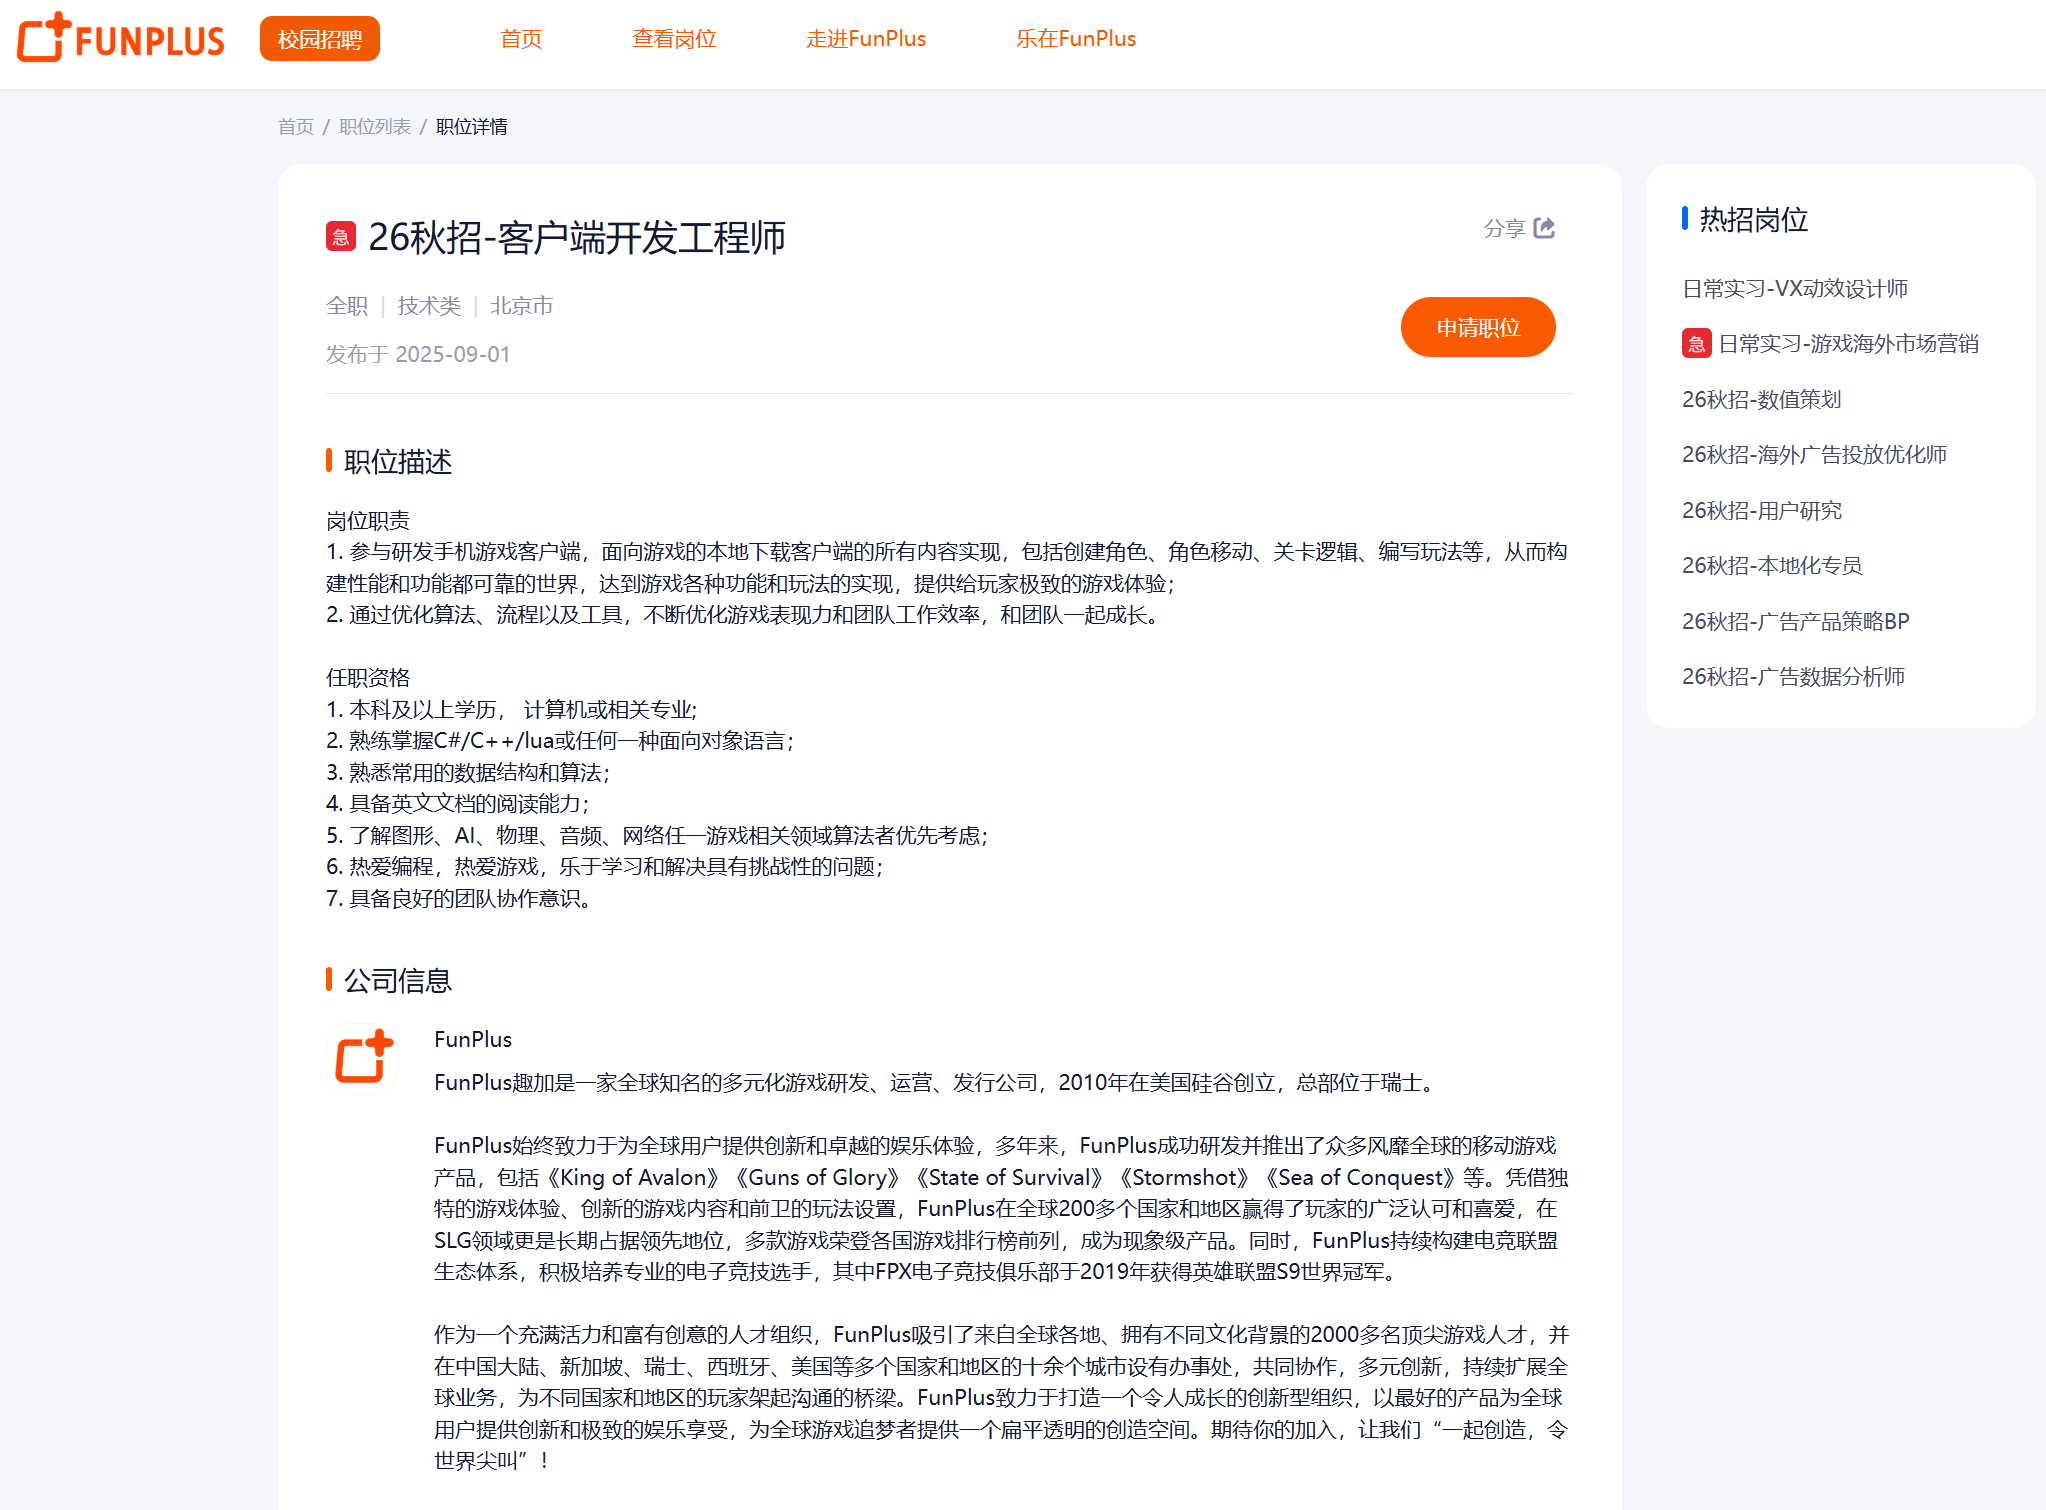 FUNPLUS
校园招聘
首页
查看岗位
走进FunPlus
乐在FunPlus
首页 / 职位列表 / 职位详情
急 26秋招-客户端开发工程师
分享
全职 | 技术类 | 北京市
发布于 2025-09-01
申请职位
职位描述
岗位职责
1. 参与研发手机游戏客户端，面向游戏的本地下载客户端的所有内容实现，包括创建角色、角色移动、关卡逻辑、编写玩法等，从而构
建性能和功能都可靠的世界，达到游戏各种功能和玩法的实现，提供给玩家极致的游戏体验；
2. 通过优化算法、流程以及工具，不断优化游戏表现力和团队工作效率，和团队一起成长。
任职资格
1. 本科及以上学历， 计算机或相关专业;
2. 熟练掌握C#/C++/lua或任何一种面向对象语言；
3. 熟悉常用的数据结构和算法；
4. 具备英文文档的阅读能力；
5. 了解图形、AI、物理、音频、网络任一游戏相关领域算法者优先考虑；
6. 热爱编程，热爱游戏，乐于学习和解决具有挑战性的问题；
7. 具备良好的团队协作意识。
公司信息
FunPlus
FunPlus趣加是一家全球知名的多元化游戏研发、运营、发行公司，2010年在美国硅谷创立，总部位于瑞士。
FunPlus始终致力于为全球用户提供创新和卓越的娱乐体验，多年来，FunPlus成功研发并推出了众多风靡全球的移动游戏
产品，包括《King of Avalon》《Guns of Glory》《State of Survival》《Stormshot》《Sea of Conquest》等。凭借独
特的游戏体验、创新的游戏内容和前卫的玩法设置，FunPlus在全球200多个国家和地区赢得了玩家的广泛认可和喜爱，在
SLG领域更是长期占据领先地位，多款游戏荣登各国游戏排行榜前列，成为现象级产品。同时，FunPlus持续构建电竞联盟
生态体系，积极培养专业的电子竞技选手，其中FPX电子竞技俱乐部于2019年获得英雄联盟S9世界冠军。
作为一个充满活力和富有创意的人才组织，FunPlus吸引了来自全球各地、拥有不同文化背景的2000多名顶尖游戏人才，并
在中国大陆、新加坡、瑞士、西班牙、美国等多个国家和地区的十余个城市设有办事处，共同协作，多元创新，持续扩展全
球业务，为不同国家和地区的玩家架起沟通的桥梁。FunPlus致力于打造一个令人成长的创新型组织，以最好的产品为全球
用户提供创新和极致的娱乐享受，为全球游戏追梦者提供一个扁平透明的创造空间。期待你的加入，让我们“一起创造，令
世界尖叫”！
热招岗位
日常实习-VX动效设计师
急 日常实习-游戏海外市场营销
26秋招-数值策划
26秋招-海外广告投放优化师
26秋招-用户研究
26秋招-本地化专员
26秋招-广告产品策略BP
26秋招-广告数据分析师